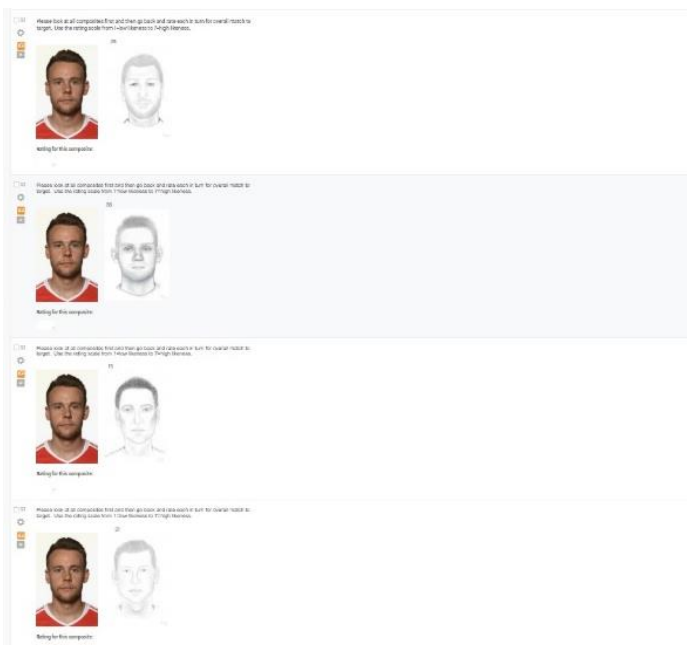 Please look at all composites first and then go back and rate each in turn for overall match to
target. Use the rating scale from 1=low likeness to 7=high likeness.
Rating for this composite:
Please look at all composites first and then go back and rate each in turn for overall match to
target. Use the rating scale from 1=low likeness to 7=high likeness.
Rating for this composite:
Please look at all composites first and then go back and rate each in turn for overall match to
target. Use the rating scale from 1=low likeness to 7=high likeness.
Rating for this composite:
Please look at all composites first and then go back and rate each in turn for overall match to
target. Use the rating scale from 1=low likeness to 7=high likeness.
Rating for this composite: